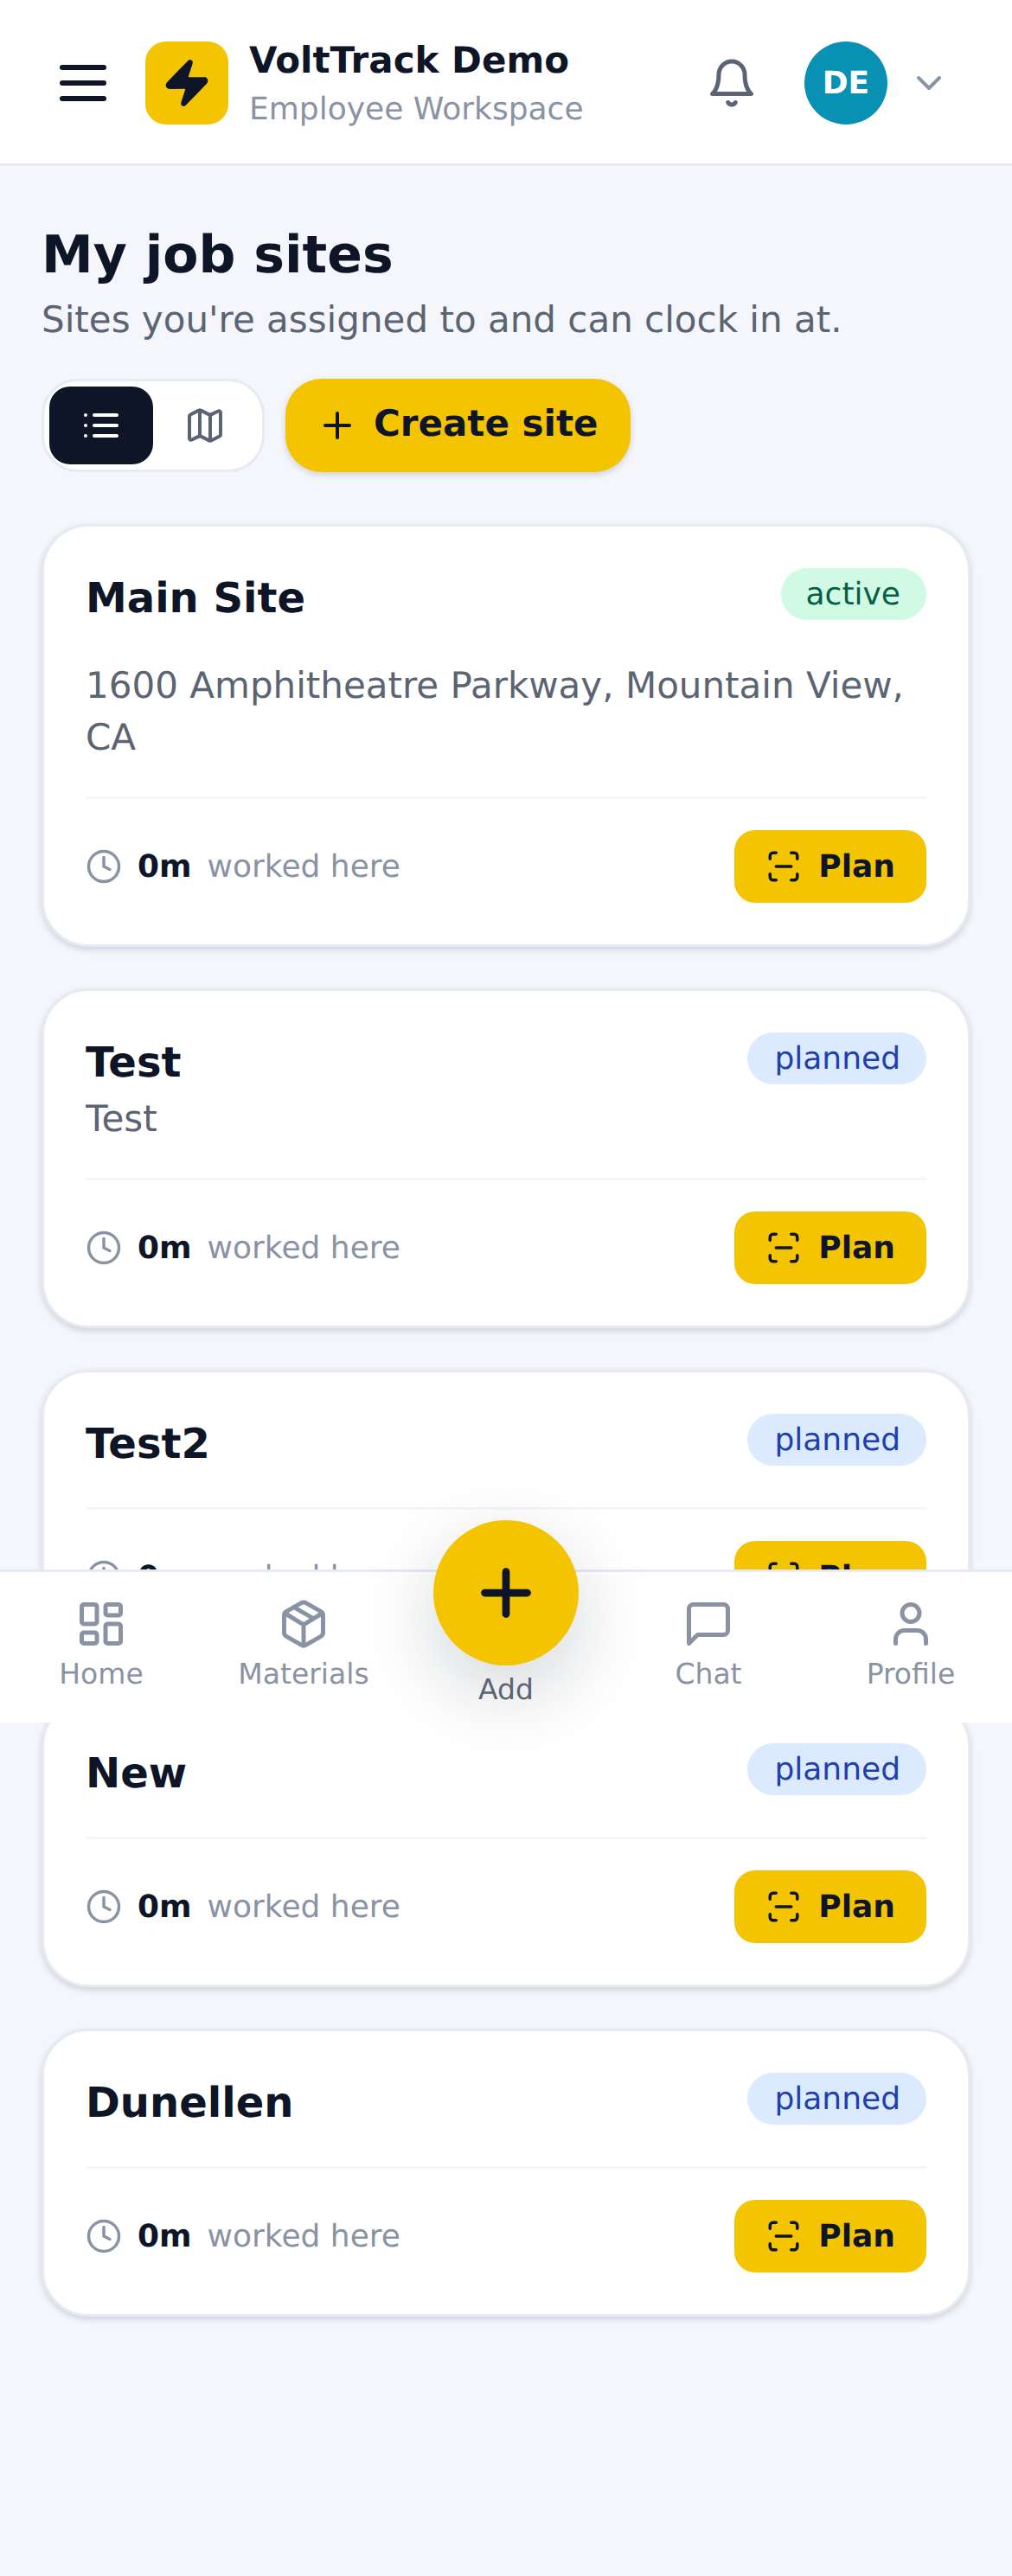 VoltTrack Demo
Employee Workspace
DE
My job sites
Sites you're assigned to and can clock in at.
Create site
Main Site
active
1600 Amphitheatre Parkway, Mountain View,
CA
0m worked here
Plan
Test
planned
Test
0m worked here
Plan
Test2
planned
Home
Materials
Add
Chat
Profile
New
planned
0m worked here
Plan
Dunellen
planned
0m worked here
Plan